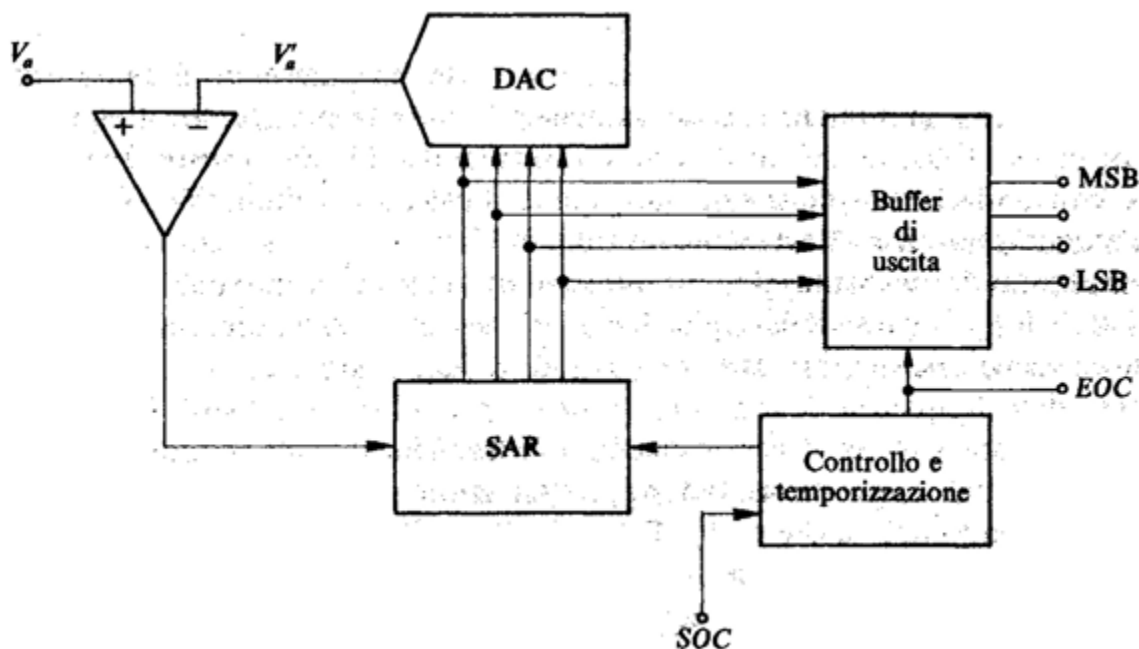 Va
V'a
DAC
+
−
MSB
Buffer
di
uscita
LSB
EOC
SAR
Controllo e
temporizzazione
SOC